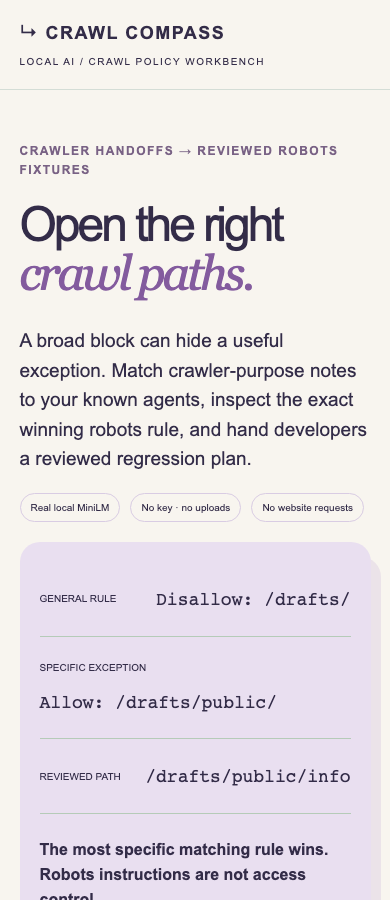 ↳ CRAWL COMPASS
LOCAL AI / CRAWL POLICY WORKBENCH
CRAWLER HANDOFFS → REVIEWED ROBOTS
FIXTURES
Open the right
crawl paths.
A broad block can hide a useful
exception. Match crawler-purpose notes
to your known agents, inspect the exact
winning robots rule, and hand developers
a reviewed regression plan.
Real local MiniLM
No key · no uploads
No website requests
GENERAL RULE
Disallow: /drafts/
SPECIFIC EXCEPTION
Allow: /drafts/public/
REVIEWED PATH
/drafts/public/info
The most specific matching rule wins.
Robots instructions are not access
control.